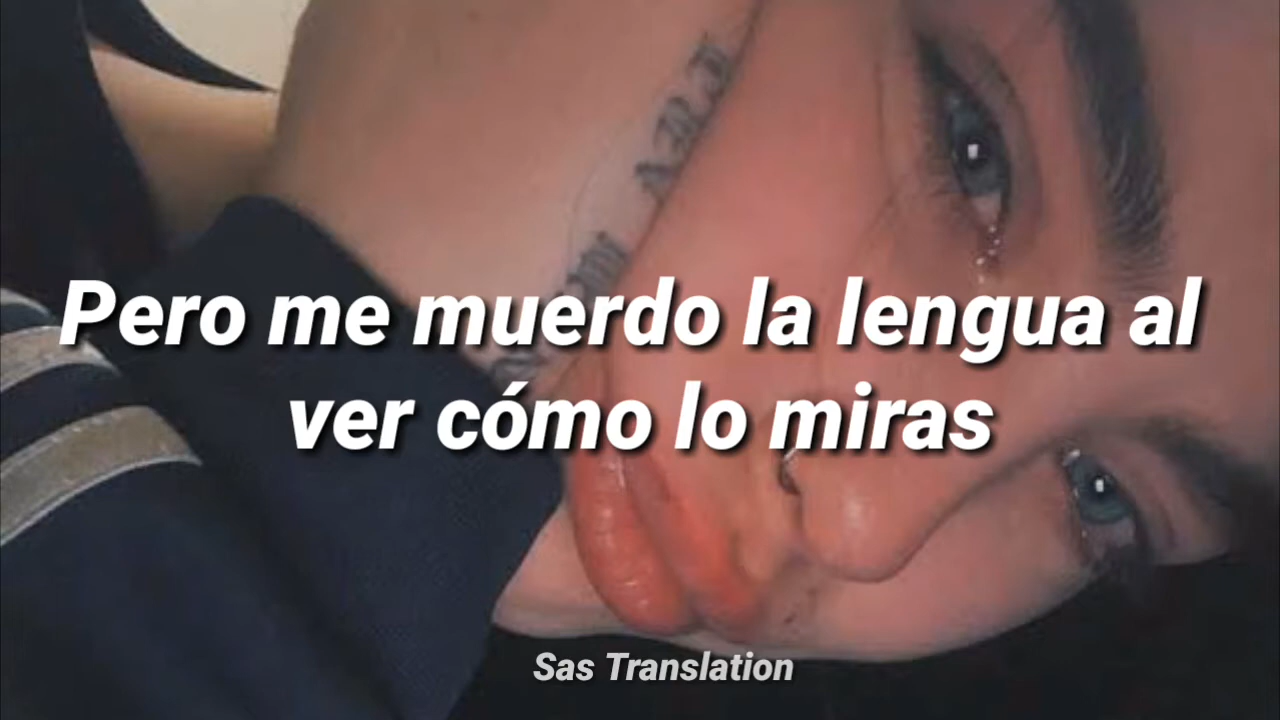 Pero me muerdo la lengua al
ver cómo lo miras
Sas Translation